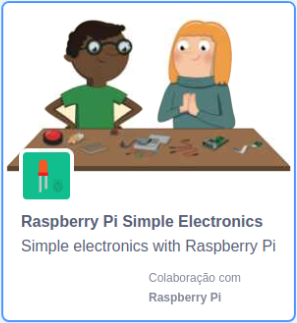 Raspberry Pi Simple Electronics
Simple electronics with Raspberry Pi
Colaboração com
Raspberry Pi